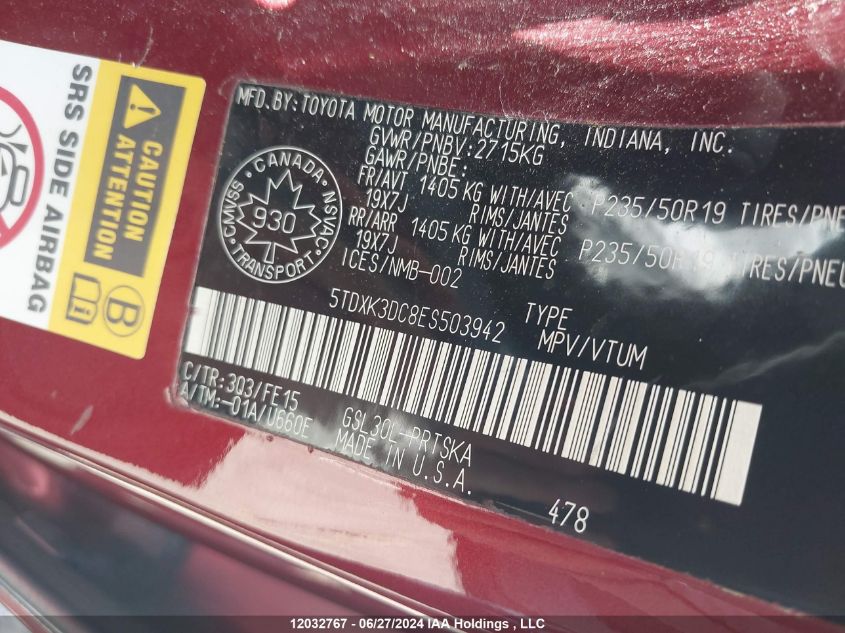 SRS SIDE AIRBAG
CAUTION
ATTENTION
B
MFD.BY:TOYOTA MOTOR MANUFACTURING, INDIANA, INC.
GVWR/PNBV:2715KG
GAWR/PNBE:
FR/AVT 1405 KG WITH/AVEC P235/50R19 TIRES/PNEU
19X7J RIMS/JANTES
RR/ARR 1405 KG WITH/AVEC P235/50R19 TIRES/PNEU
19X7J RIMS/JANTES
ICES/NMB-002
CANADA
CMVSS NSVAC
930
TRANSPORT
5TDXK3DC8ES503942
TYPE
MPV/VTUM
C/TR:3Q3/FE15
A/TM:-01A/U660E
GSL30L-PRTSKA
MADE IN U.S.A.
478
12032767 - 06/27/2024 IAA Holdings , LLC